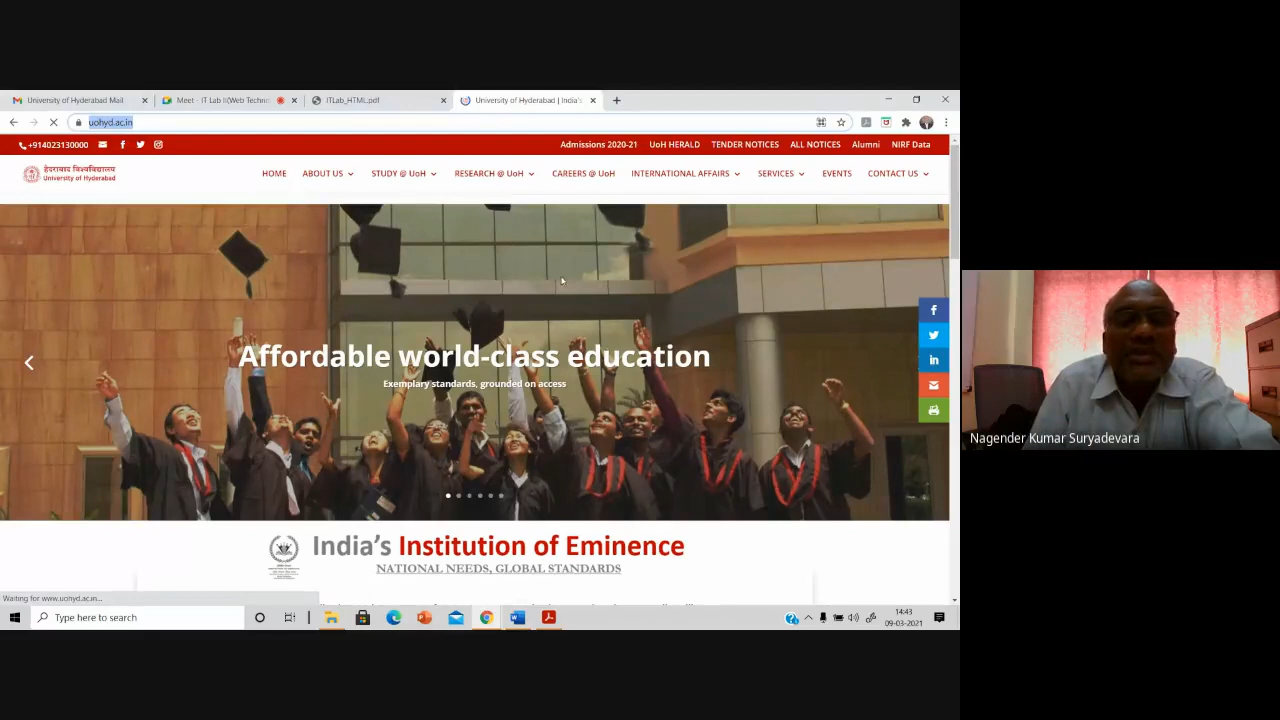 University of Hyderabad Mail
Meet - IT Lab II(Web Techno
ITLab_HTML.pdf
University of Hyderabad | India's
uohyd.ac.in
+914023130000
Admissions 2020-21
UoH HERALD
TENDER NOTICES
ALL NOTICES
Alumni
NIRF Data
हैदराबाद विश्वविद्यालय
University of Hyderabad
HOME
ABOUT US
STUDY @ UoH
RESEARCH @ UoH
CAREERS @ UoH
INTERNATIONAL AFFAIRS
SERVICES
EVENTS
CONTACT US
Affordable world-class education
Exemplary standards, grounded on access
Nagender Kumar Suryadevara
India's Institution of Eminence
NATIONAL NEEDS, GLOBAL STANDARDS
Waiting for www.uohyd.ac.in...
Type here to search
14:43
09-03-2021